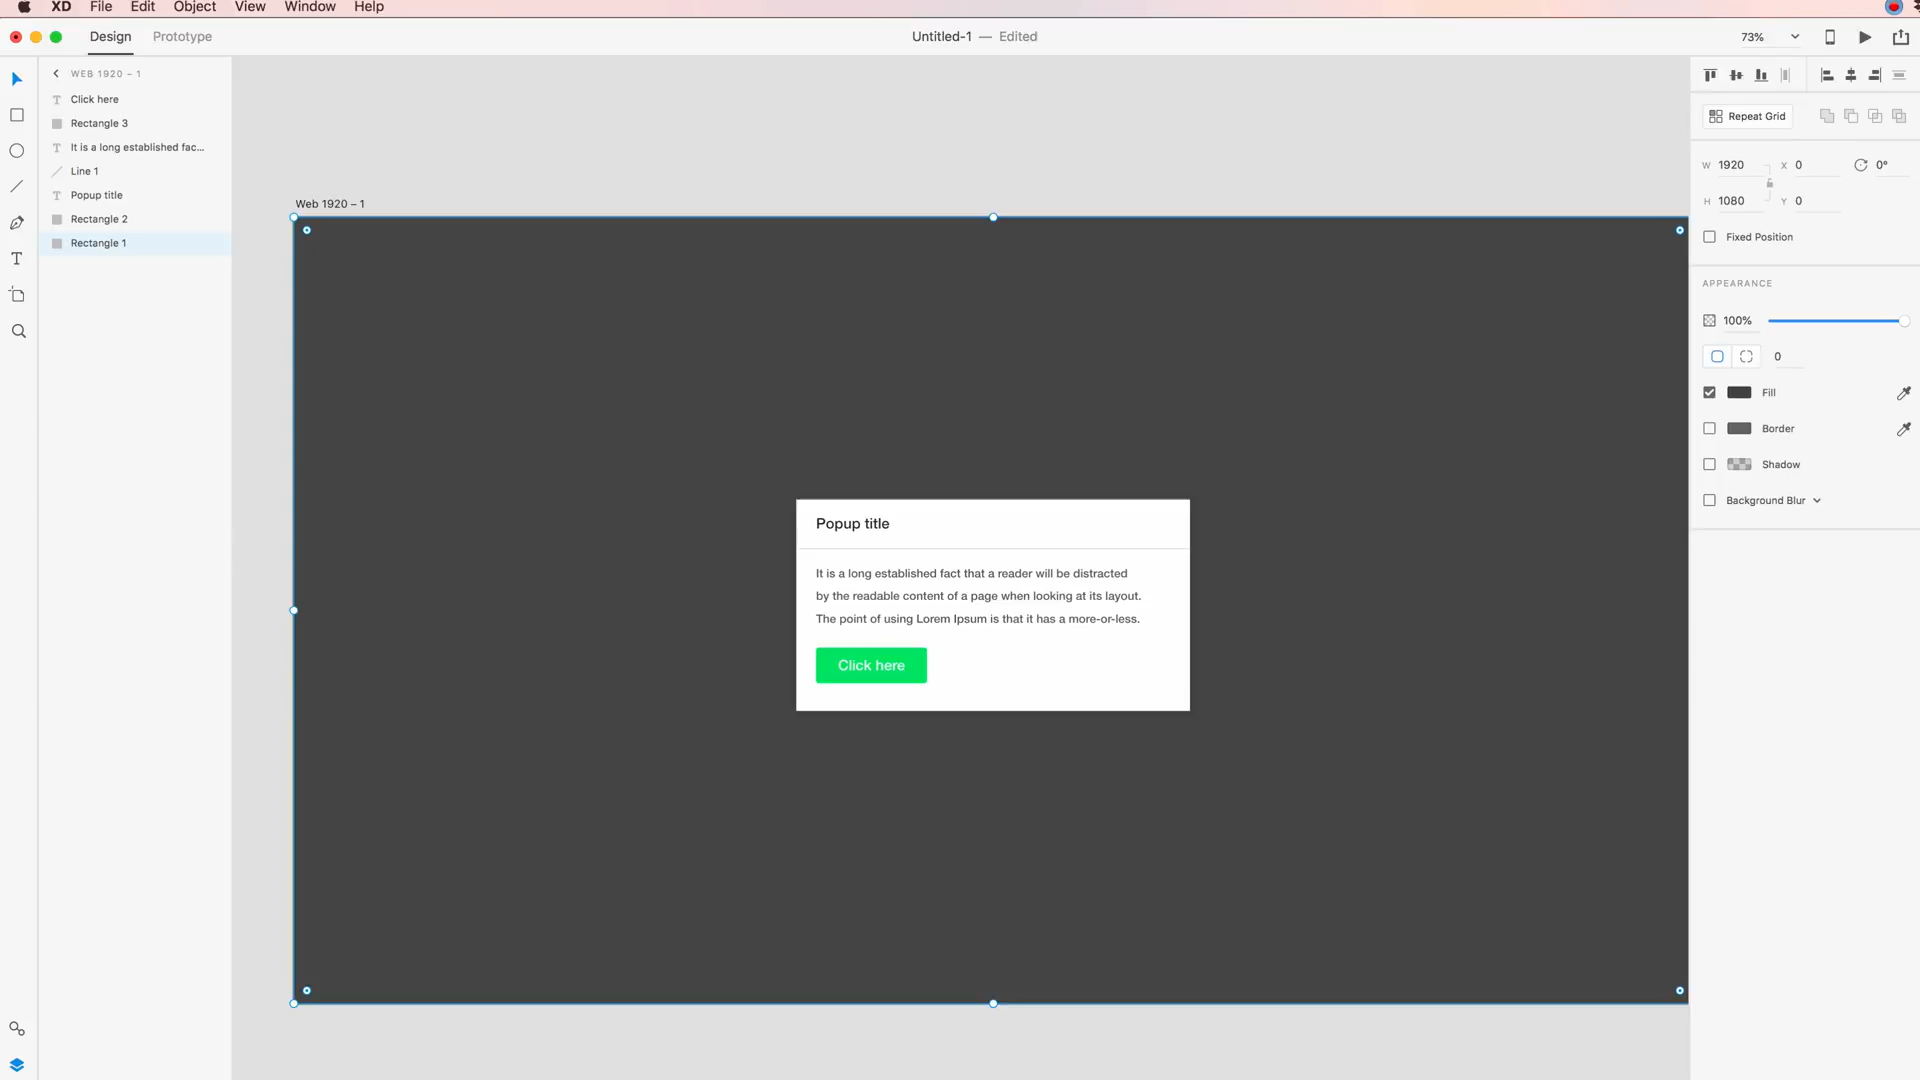 XD File Edit Object View Window Help
Design Prototype
Untitled-1 — Edited
73%
WEB 1920 – 1
Click here
Rectangle 3
It is a long established fac...
Line 1
Popup title
Rectangle 2
Rectangle 1
Web 1920 – 1
Popup title
It is a long established fact that a reader will be distracted
by the readable content of a page when looking at its layout.
The point of using Lorem Ipsum is that it has a more-or-less.
Click here
Repeat Grid
W 1920 X 0 0°
H 1080 Y 0
Fixed Position
APPEARANCE
100%
0
Fill
Border
Shadow
Background Blur